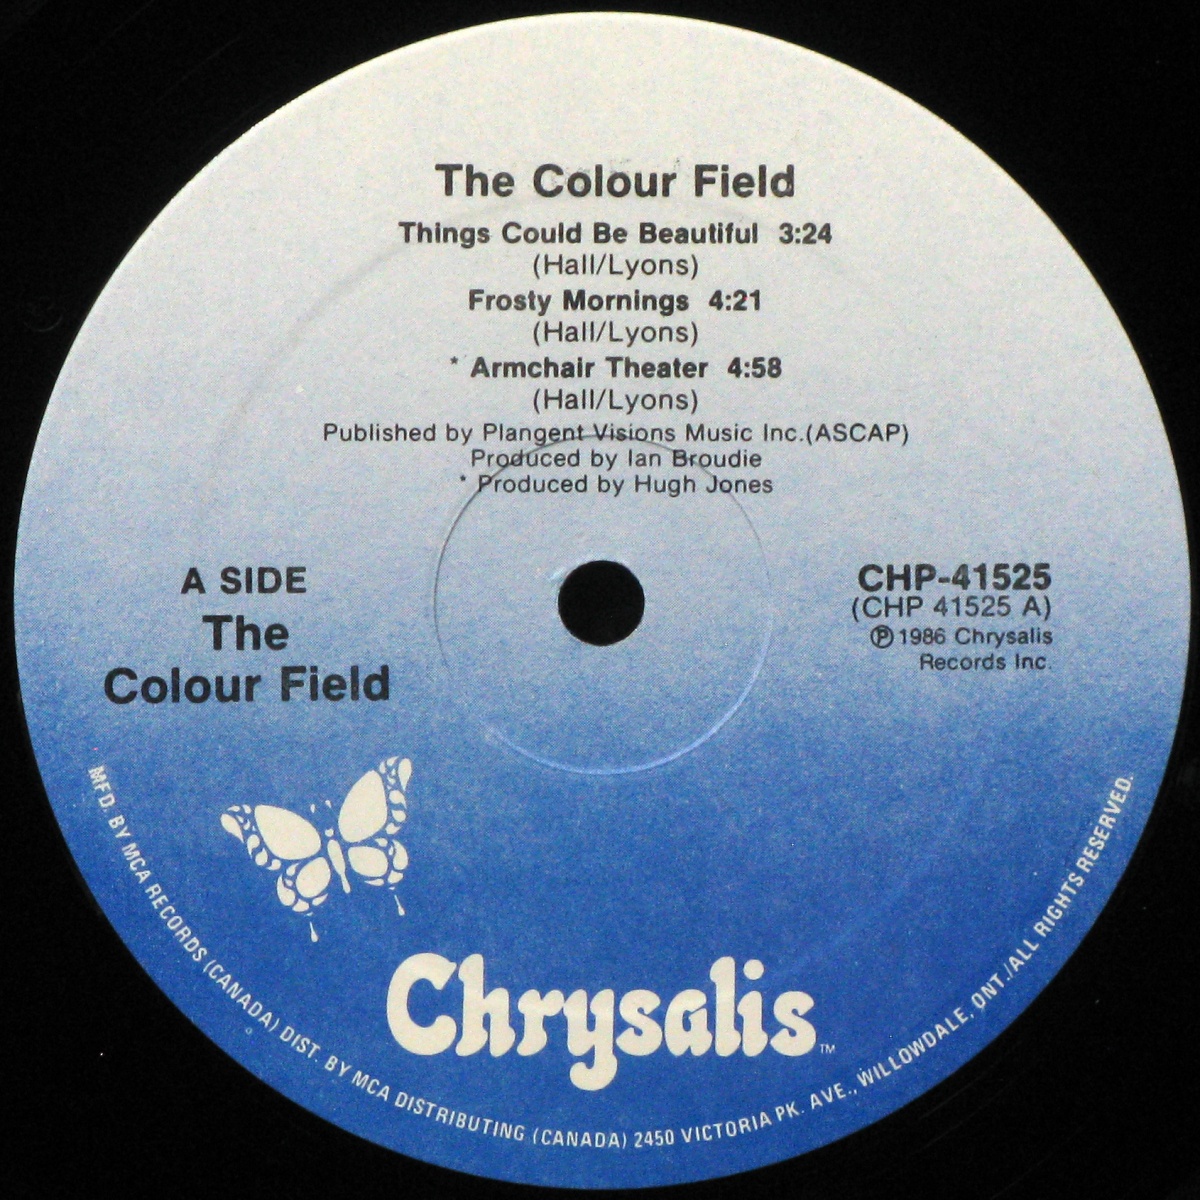 The Colour Field
Things Could Be Beautiful 3:24
(Hall/Lyons)
Frosty Mornings 4:21
(Hall/Lyons)
* Armchair Theater 4:58
(Hall/Lyons)
Published by Plangent Visions Music Inc.(ASCAP)
Produced by Ian Broudie
* Produced by Hugh Jones
A SIDE
The
Colour Field
CHP-41525
(CHP 41525 A)
℗ 1986 Chrysalis
Records Inc.
Chrysalis™
MFD. BY MCA RECORDS (CANADA) DIST. BY MCA DISTRIBUTING (CANADA) 2450 VICTORIA PK. AVE., WILLOWDALE, ONT./ALL RIGHTS RESERVED.